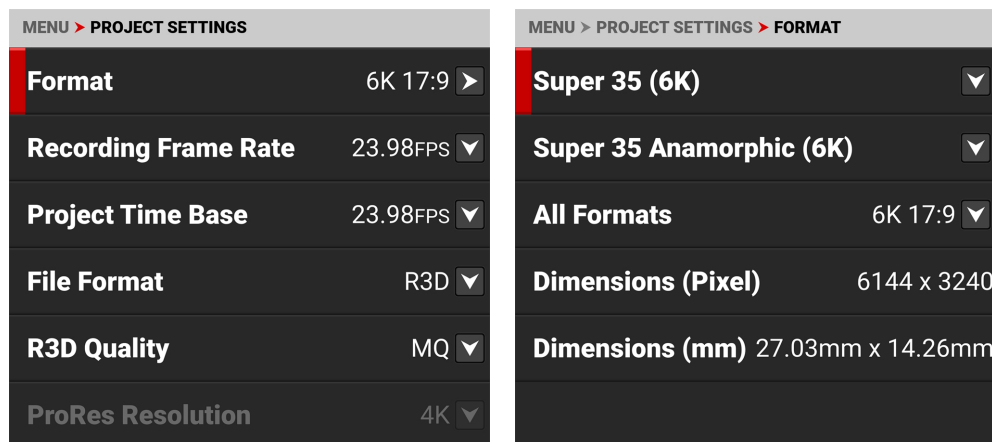 MENU ➤ PROJECT SETTINGS
Format 6K 17:9
Recording Frame Rate 23.98FPS
Project Time Base 23.98FPS
File Format R3D
R3D Quality MQ
ProRes Resolution 4K
MENU ➤ PROJECT SETTINGS ➤ FORMAT
Super 35 (6K)
Super 35 Anamorphic (6K)
All Formats 6K 17:9
Dimensions (Pixel) 6144 x 3240
Dimensions (mm) 27.03mm x 14.26mm